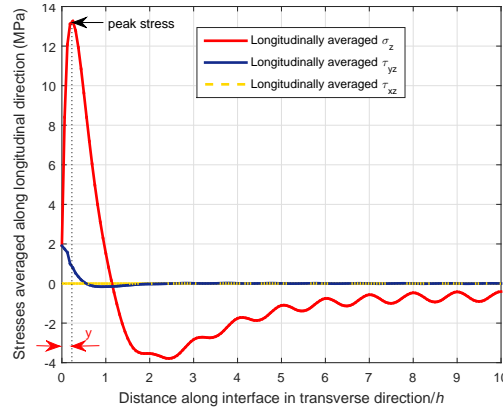 14
12
10
8
6
4
2
0
-2
-4
Stresses averaged along longitudinal direction (MPa)
peak stress
Longitudinally averaged σz
Longitudinally averaged τyz
Longitudinally averaged τxz
y
0 1 2 3 4 5 6 7 8 9 10
Distance along interface in transverse direction/h